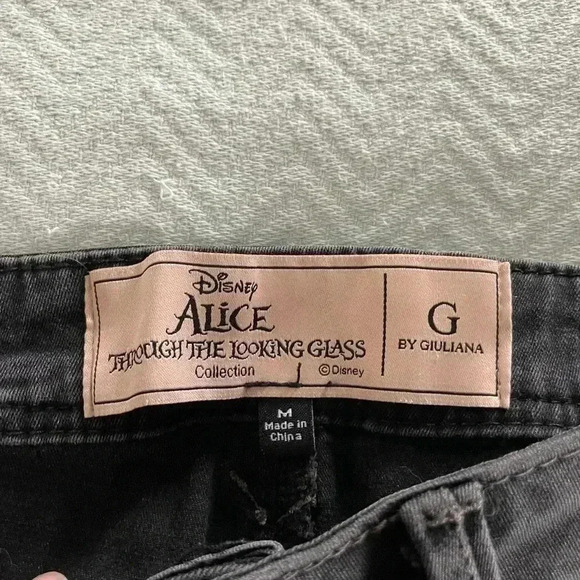 Disney
ALICE
THROUGH THE LOOKING GLASS
Collection
©Disney
G
BY GIULIANA
M
Made in
China